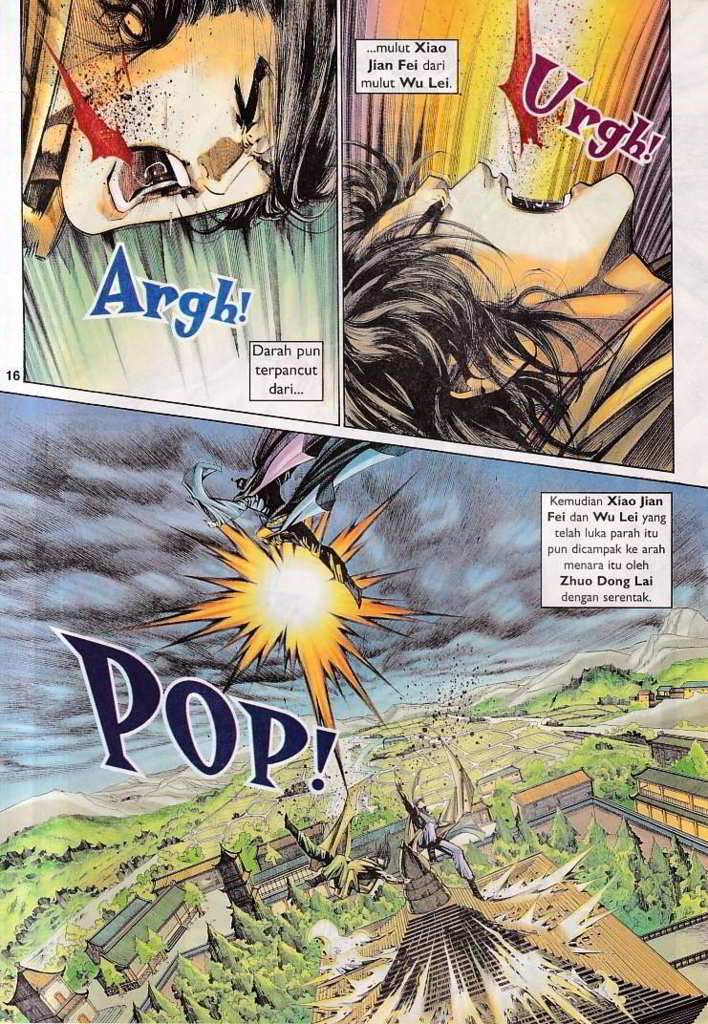 Argh!
Darah pun
terpancut
dari...
...mulut Xiao
Jian Fei dari
mulut Wu Lei.
Urgh!
16
Kemudian Xiao Jian
Fei dan Wu Lei yang
telah luka parah itu
pun dicampak ke arah
menara itu oleh
Zhuo Dong Lai
dengan serentak.
POP!